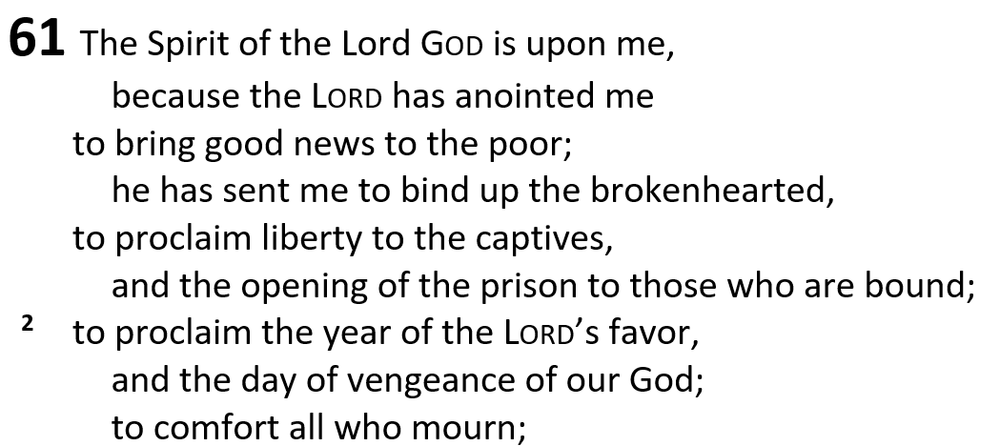 61 The Spirit of the Lord GOD is upon me,
because the LORD has anointed me
to bring good news to the poor;
he has sent me to bind up the brokenhearted,
to proclaim liberty to the captives,
and the opening of the prison to those who are bound;
2 to proclaim the year of the LORD’s favor,
and the day of vengeance of our God;
to comfort all who mourn;